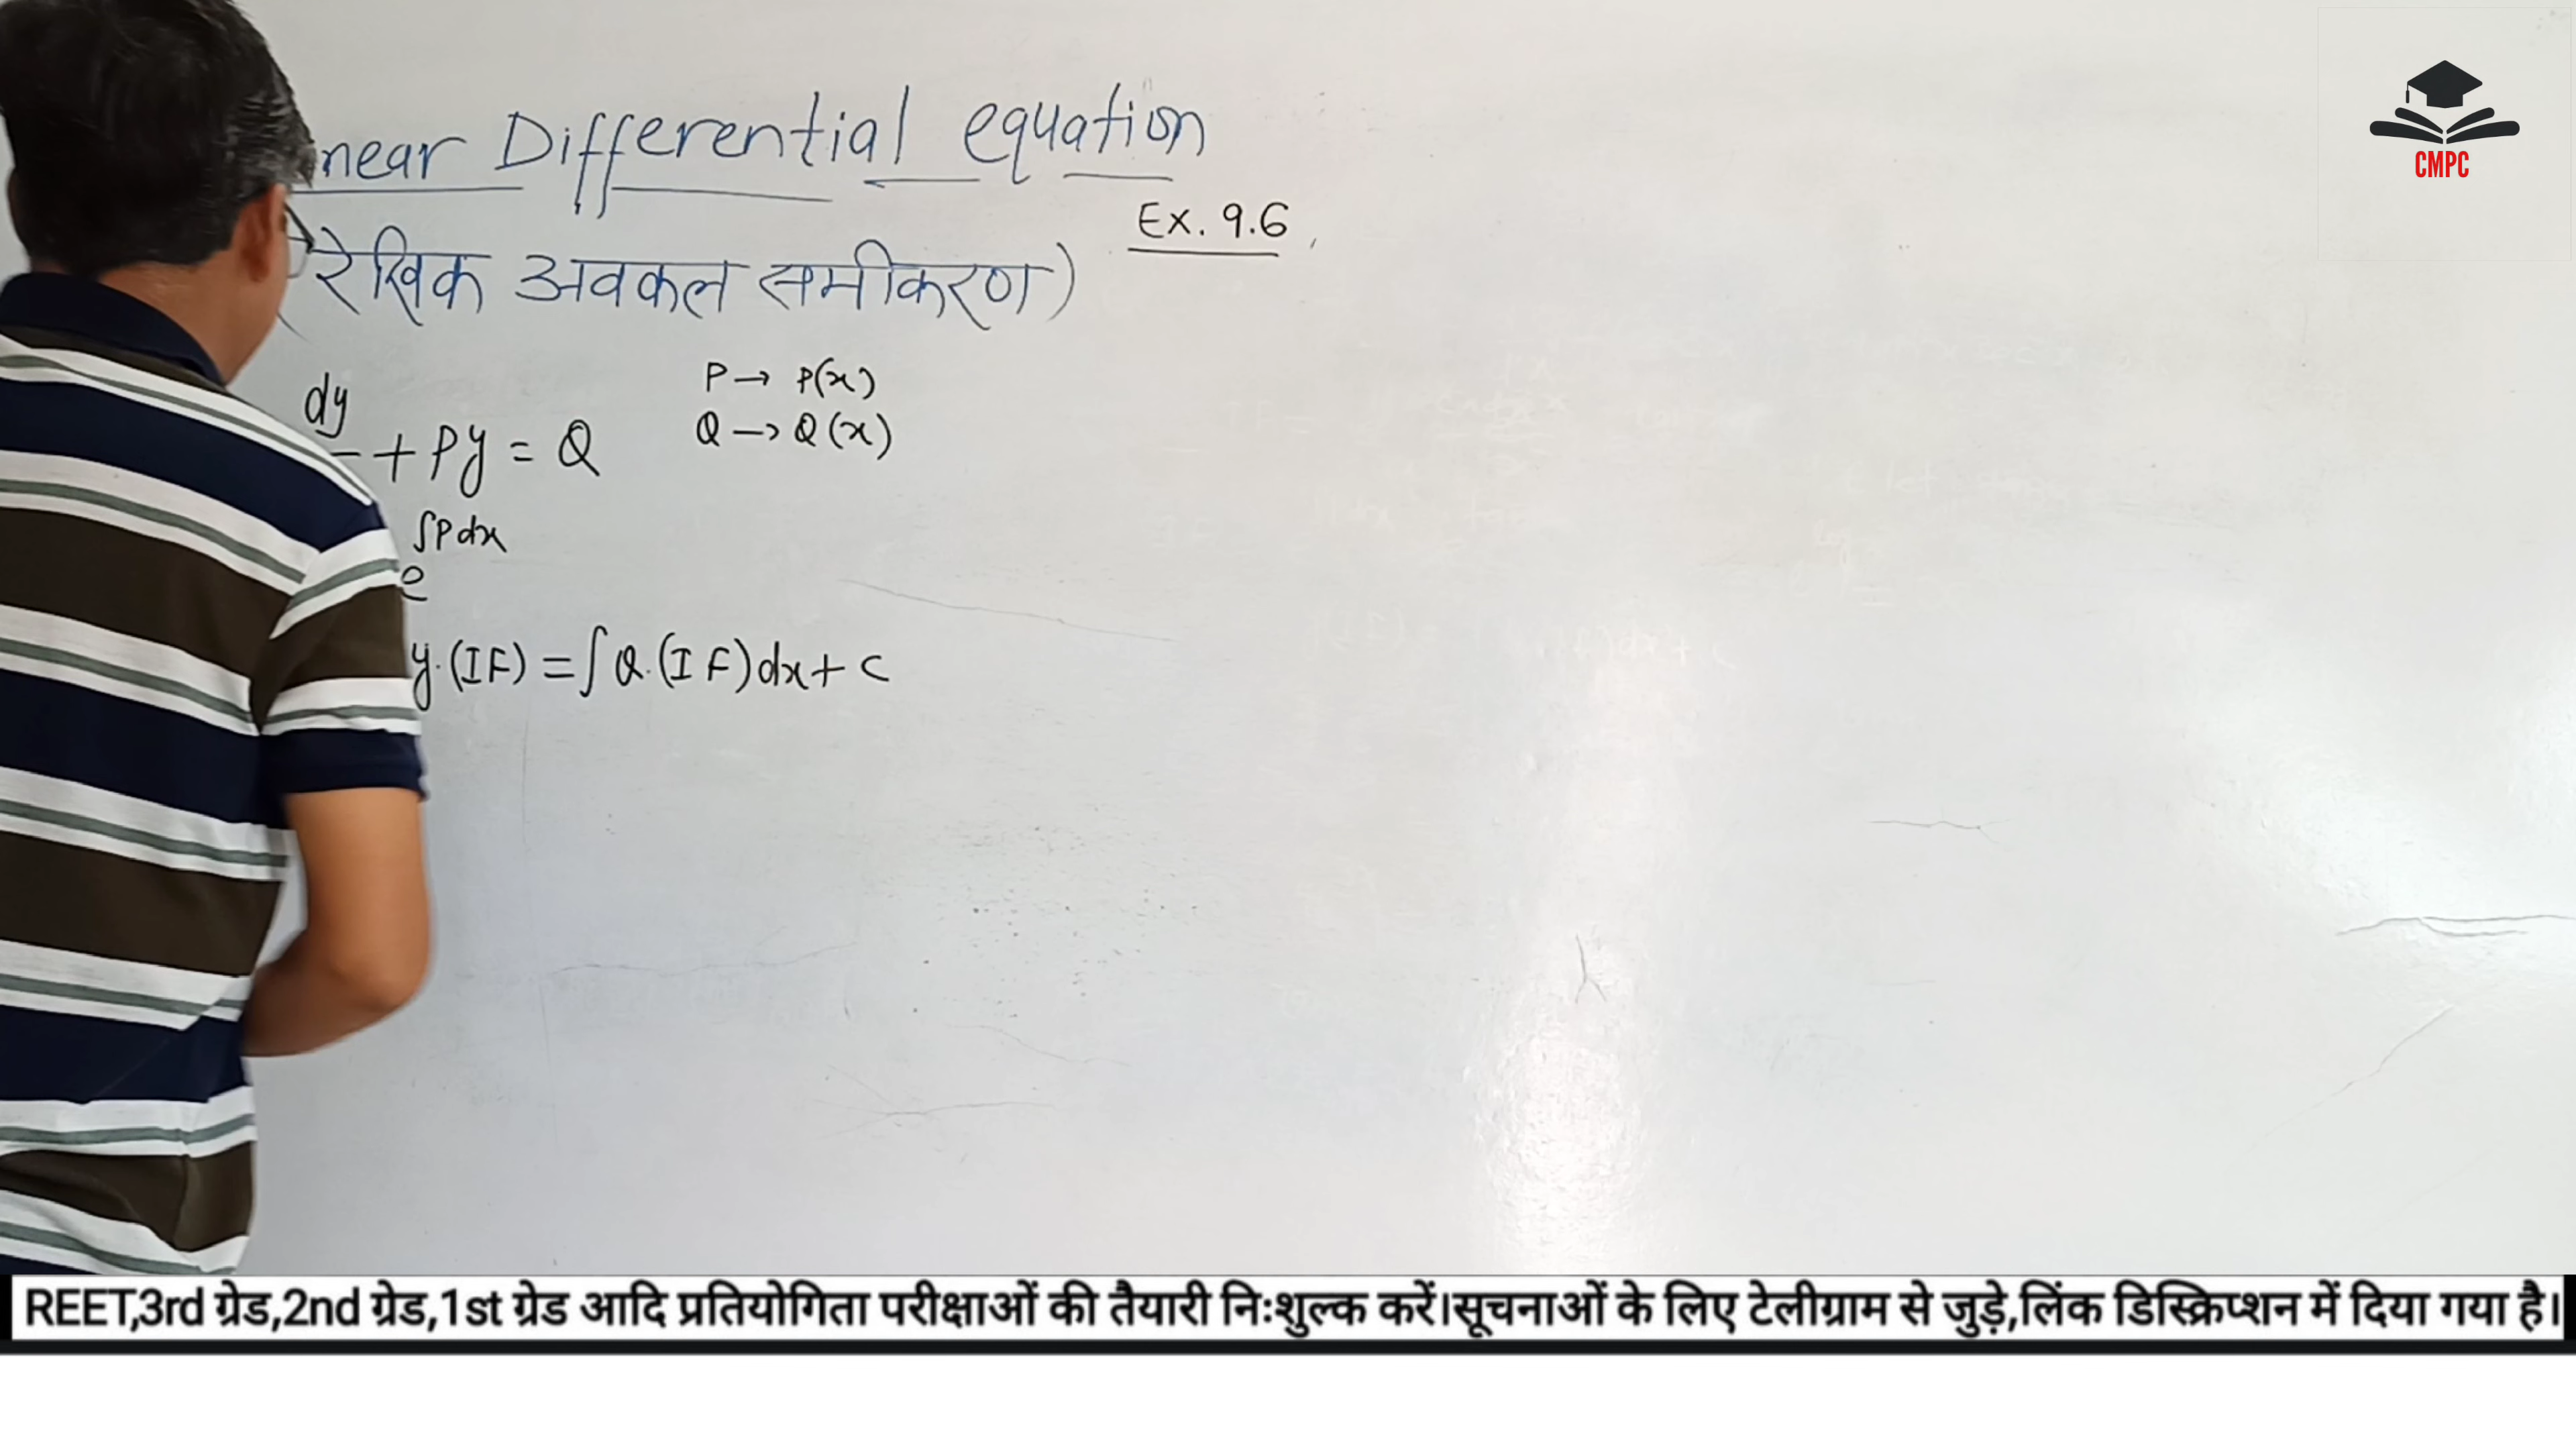 near Differential equation
Ex. 9.6
(रेखिक अवकल समीकरण)
dy
+ Py = Q
P → P(x)
Q → Q(x)
∫Pdx
e
y.(IF) = ∫Q.(IF)dx + C
CMPC
REET,3rd ग्रेड,2nd ग्रेड,1st ग्रेड आदि प्रतियोगिता परीक्षाओं की तैयारी निःशुल्क करें।सूचनाओं के लिए टेलीग्राम से जुड़े,लिंक डिस्क्रिप्शन में दिया गया है।